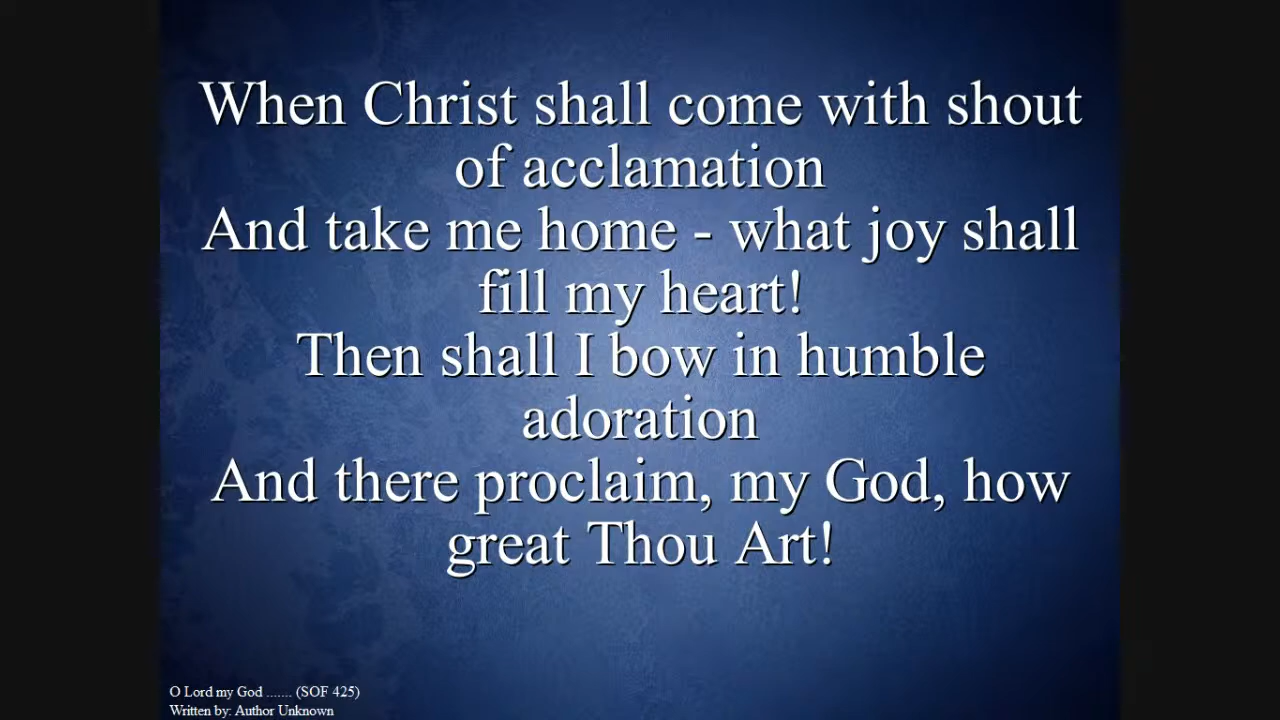 When Christ shall come with shout
of acclamation
And take me home - what joy shall
fill my heart!
Then shall I bow in humble
adoration
And there proclaim, my God, how
great Thou Art!
O Lord my God ....... (SOF 425)
Written by: Author Unknown